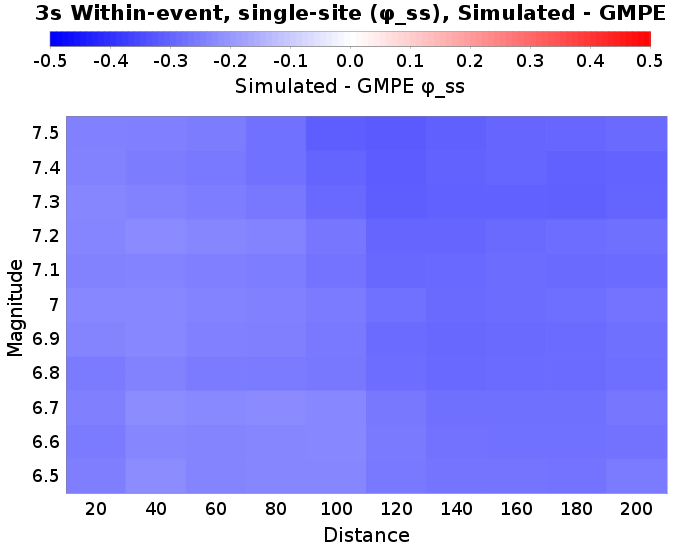 3s Within-event, single-site (φ_ss), Simulated - GMPE
-0.5 -0.4 -0.3 -0.2 -0.1 0.0 0.1 0.2 0.3 0.4 0.5
Simulated - GMPE φ_ss
Magnitude
7.5
7.4
7.3
7.2
7.1
7
6.9
6.8
6.7
6.6
6.5
20 40 60 80 100 120 140 160 180 200
Distance